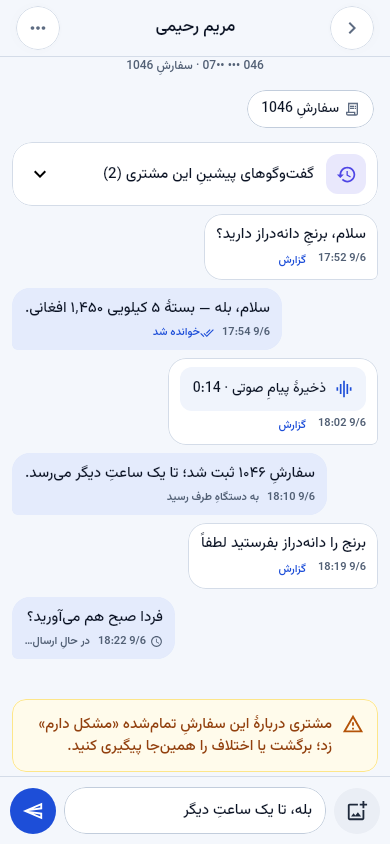 مریم رحیمی
046 ••• ••07 · سفارشِ 1046
سفارشِ 1046
گفت‌وگوهای پیشینِ این مشتری (2)
سلام، برنجِ دانه‌دراز دارید؟
9/6 17:52 گزارش
سلام، بله — بستهٔ ۵ کیلویی ۱,۴۵۰ افغانی.
9/6 17:54 خوانده شد
ذخیرهٔ پیامِ صوتی · 0:14
9/6 18:02 گزارش
سفارشِ ۱۰۴۶ ثبت شد؛ تا یک ساعتِ دیگر می‌رسد.
9/6 18:10 به دستگاهِ طرف رسید
برنج را دانه‌دراز بفرستید لطفاً
9/6 18:19 گزارش
فردا صبح هم می‌آورید؟
9/6 18:22 در حالِ ارسال…
مشتری دربارهٔ این سفارشِ تمام‌شده «مشکل دارم»
زد؛ برگشت یا اختلاف را همین‌جا پیگیری کنید.
بله، تا یک ساعتِ دیگر